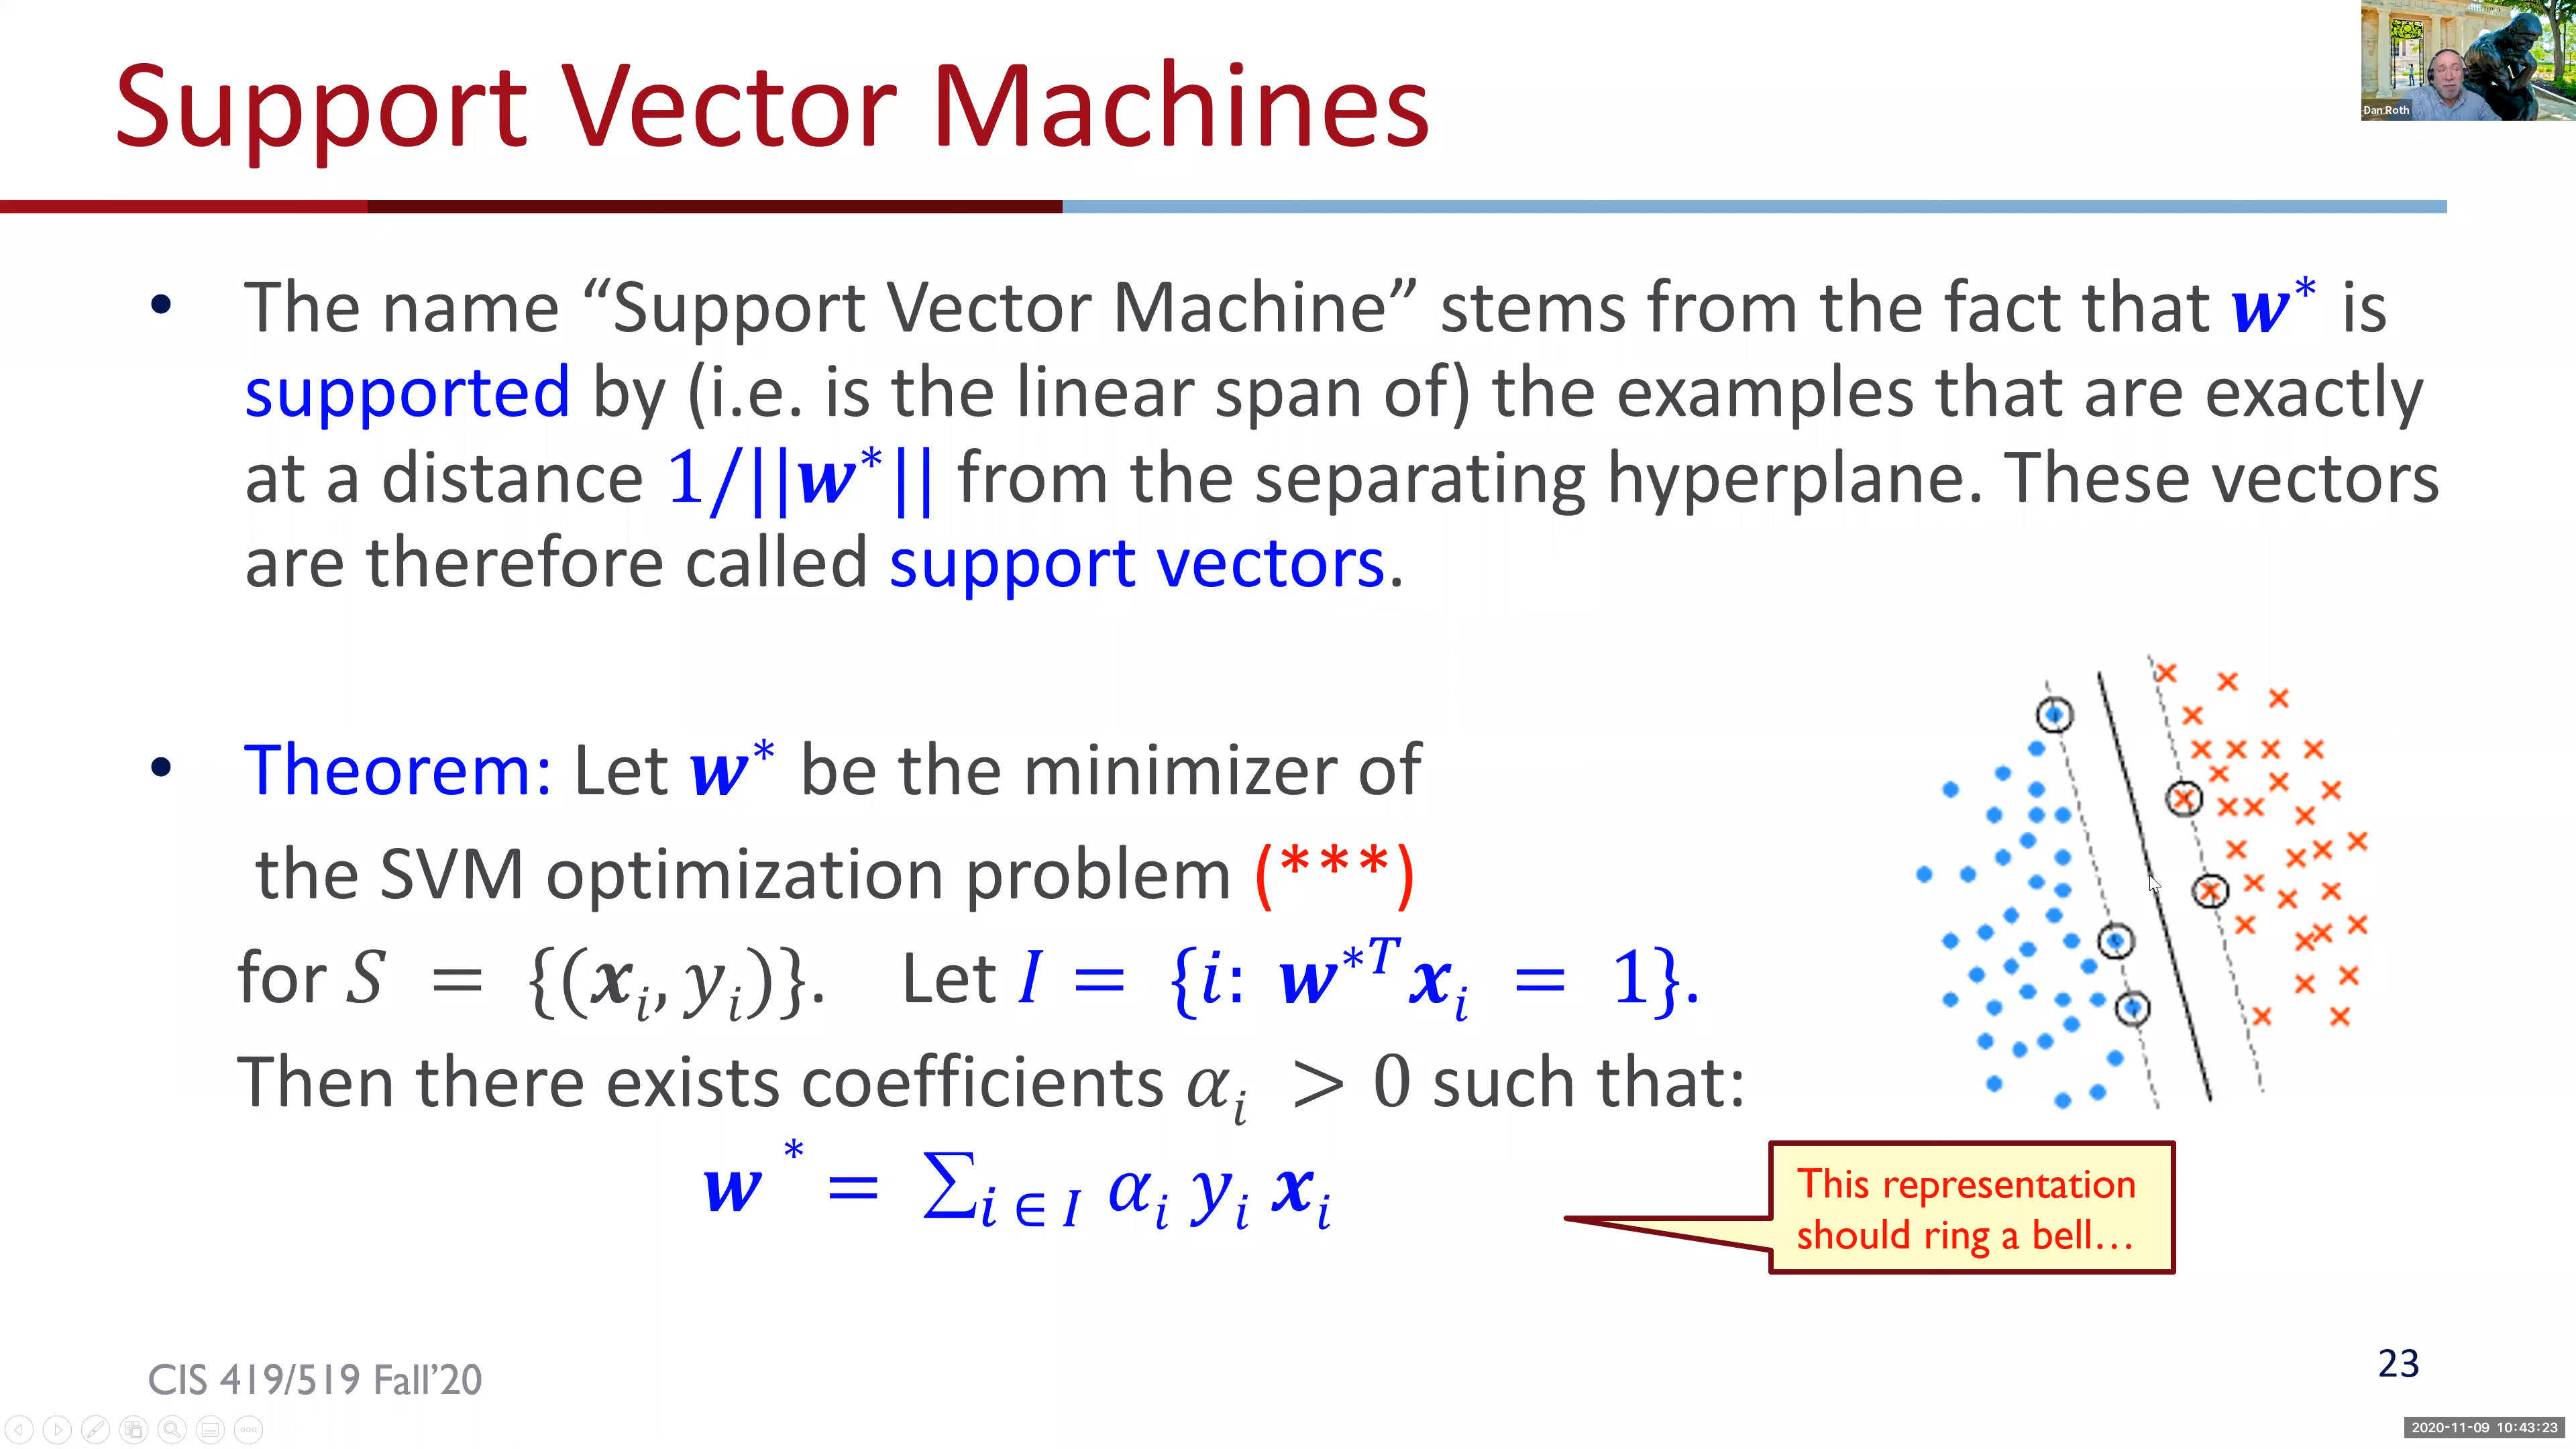 Support Vector Machines
Dan Roth
• The name “Support Vector Machine” stems from the fact that w* is
supported by (i.e. is the linear span of) the examples that are exactly
at a distance 1/||w*|| from the separating hyperplane. These vectors
are therefore called support vectors.
• Theorem: Let w* be the minimizer of
the SVM optimization problem (***)
for S = {(xᵢ, yᵢ)}. Let I = {i: w*ᵀxᵢ = 1}.
Then there exists coefficients αᵢ > 0 such that:
w* = ∑i ∈ I αᵢ yᵢ xᵢ
This representation
should ring a bell…
CIS 419/519 Fall’20
23
2020-11-09 10:43:23